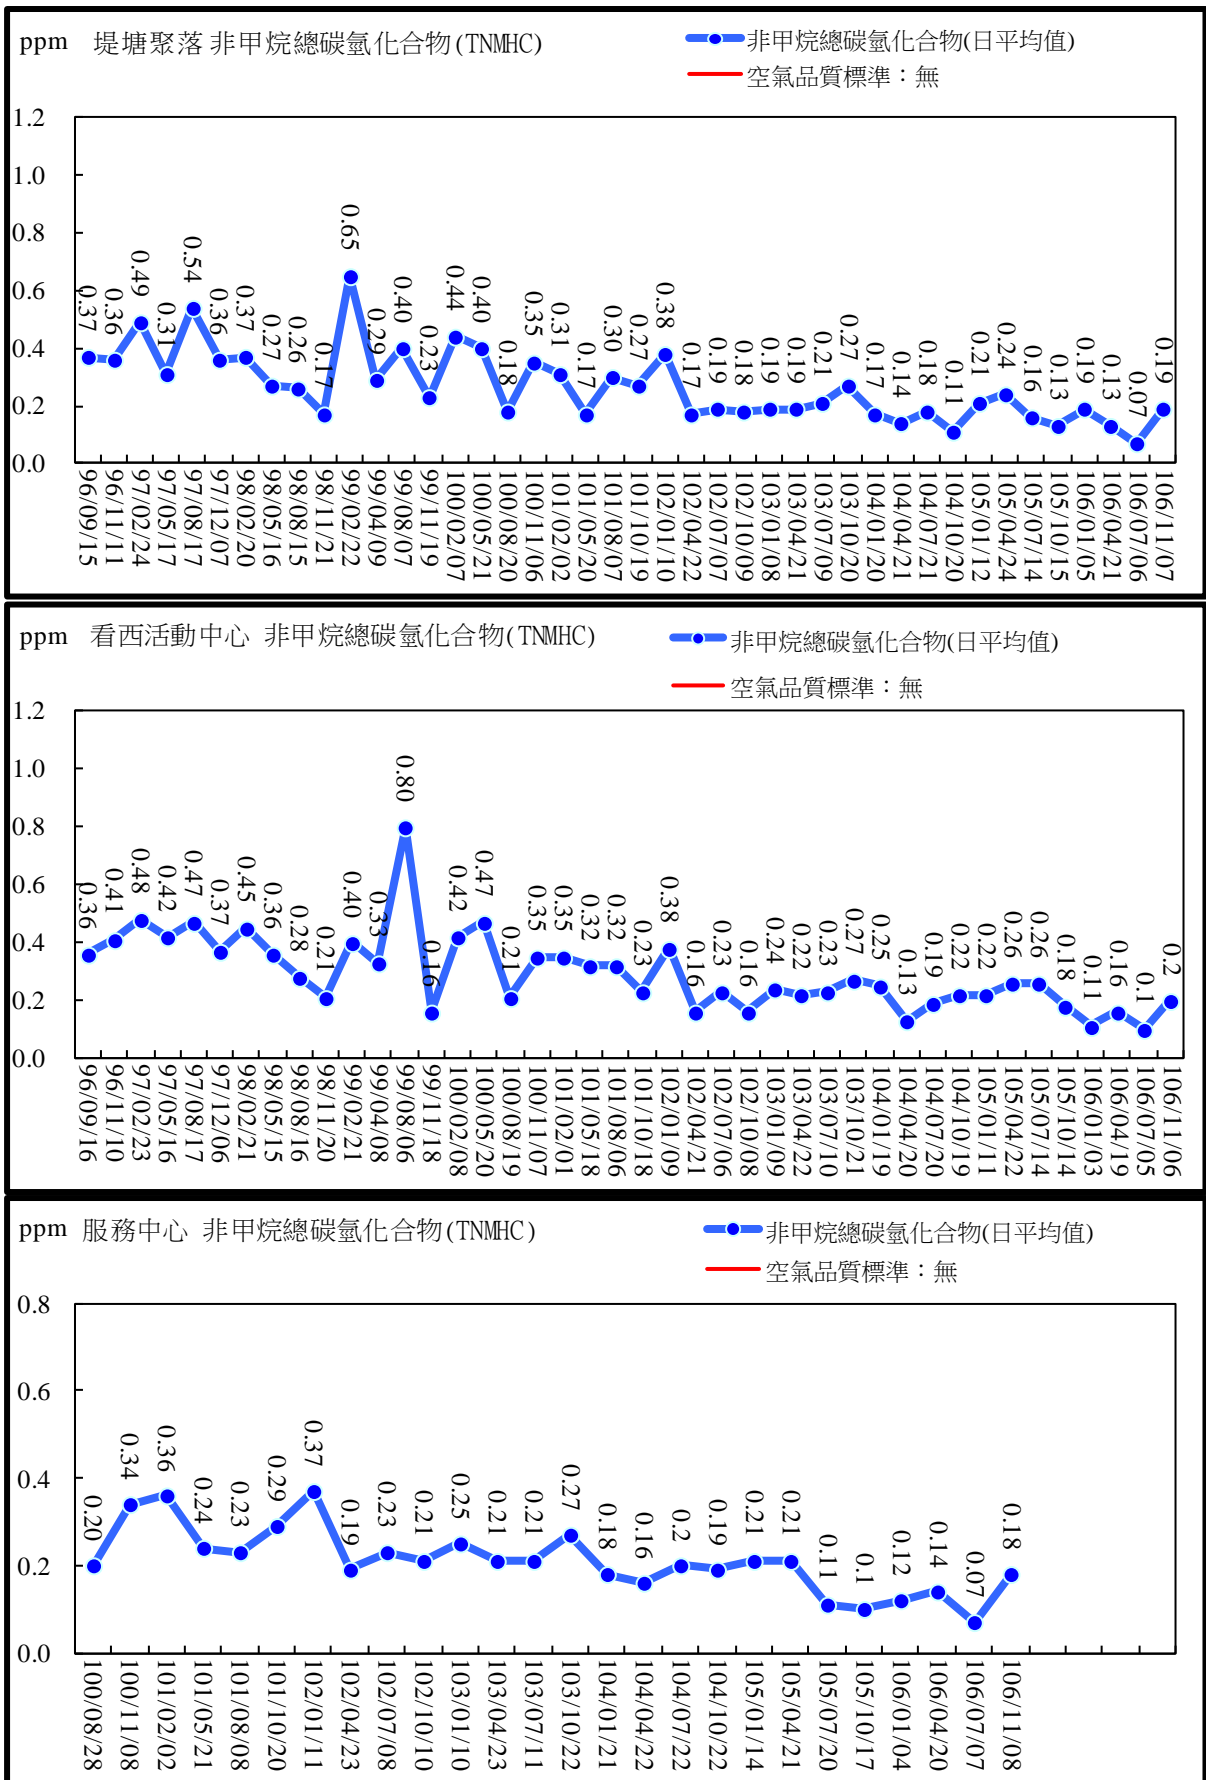 ppm 堤塘聚落 非甲烷總碳氫化合物(TNMHC)
非甲烷總碳氫化合物(日平均值)
空氣品質標準：無
1.2
1.0
0.8
0.6
0.4
0.2
0.0
0.37 0.36 0.49 0.31 0.54 0.36 0.37 0.27 0.26 0.17 0.65 0.29 0.40 0.23 0.44 0.40 0.18 0.35 0.31 0.17 0.30 0.27 0.38 0.17 0.19 0.18 0.19 0.19 0.21 0.27 0.17 0.14 0.18 0.11 0.21 0.24 0.16 0.13 0.19 0.13 0.07 0.19
96/09/15 96/11/11 97/02/24 97/05/17 97/08/17 97/12/07 98/02/20 98/05/16 98/08/15 98/11/21 99/02/22 99/04/09 99/08/07 99/11/19 100/02/07 100/05/21 100/08/20 100/11/06 101/02/02 101/05/20 101/08/07 101/10/19 102/01/10 102/04/22 102/07/07 102/10/09 103/01/08 103/04/21 103/07/09 103/10/20 104/01/20 104/04/21 104/07/21 104/10/20 105/01/12 105/04/24 105/07/14 105/10/15 106/01/05 106/04/21 106/07/06 106/11/07
ppm 看西活動中心 非甲烷總碳氫化合物(TNMHC)
非甲烷總碳氫化合物(日平均值)
空氣品質標準：無
1.2
1.0
0.8
0.6
0.4
0.2
0.0
0.36 0.41 0.48 0.42 0.47 0.37 0.45 0.36 0.28 0.21 0.40 0.33 0.80 0.16 0.42 0.47 0.21 0.35 0.35 0.32 0.32 0.23 0.38 0.16 0.23 0.16 0.24 0.22 0.23 0.27 0.25 0.13 0.19 0.22 0.22 0.26 0.26 0.18 0.11 0.16 0.1 0.2
96/09/16 96/11/10 97/02/23 97/05/16 97/08/17 97/12/06 98/02/21 98/05/15 98/08/16 98/11/20 99/02/21 99/04/08 99/08/06 99/11/18 100/02/08 100/05/20 100/08/19 100/11/07 101/02/01 101/05/18 101/08/06 101/10/18 102/01/09 102/04/21 102/07/06 102/10/08 103/01/09 103/04/22 103/07/10 103/10/21 104/01/19 104/04/20 104/07/20 104/10/19 105/01/11 105/04/22 105/07/14 105/10/14 106/01/03 106/04/19 106/07/05 106/11/06
ppm 服務中心 非甲烷總碳氫化合物(TNMHC)
非甲烷總碳氫化合物(日平均值)
空氣品質標準：無
0.8
0.6
0.4
0.2
0.0
0.20 0.34 0.36 0.24 0.23 0.29 0.37 0.19 0.23 0.21 0.25 0.21 0.21 0.27 0.18 0.16 0.2 0.19 0.21 0.21 0.11 0.1 0.12 0.14 0.07 0.18
100/08/28 100/11/08 101/02/02 101/05/21 101/08/08 101/10/20 102/01/11 102/04/23 102/07/08 102/10/10 103/01/10 103/04/23 103/07/11 103/10/22 104/01/21 104/04/22 104/07/22 104/10/22 105/01/14 105/04/21 105/07/20 105/10/17 106/01/04 106/04/20 106/07/07 106/11/08